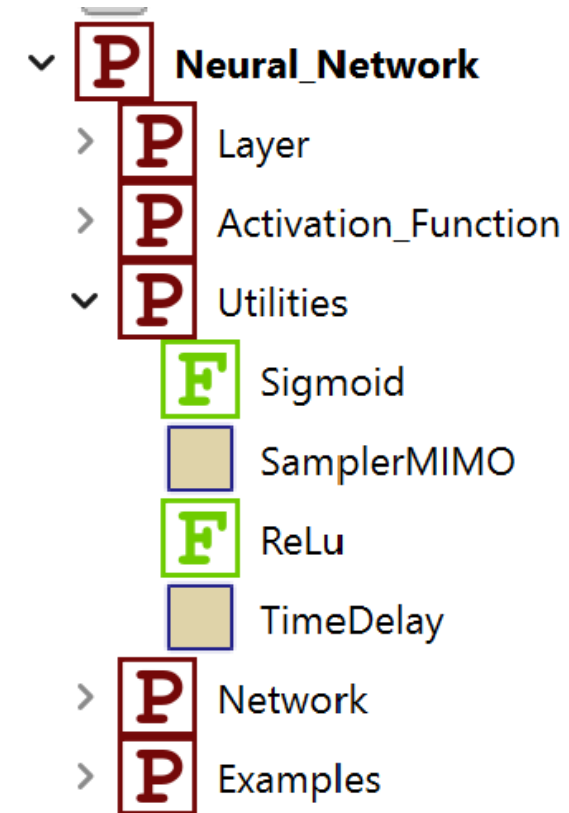 P Neural_Network
P Layer
P Activation_Function
P Utilities
F Sigmoid
SamplerMIMO
F ReLu
TimeDelay
P Network
P Examples